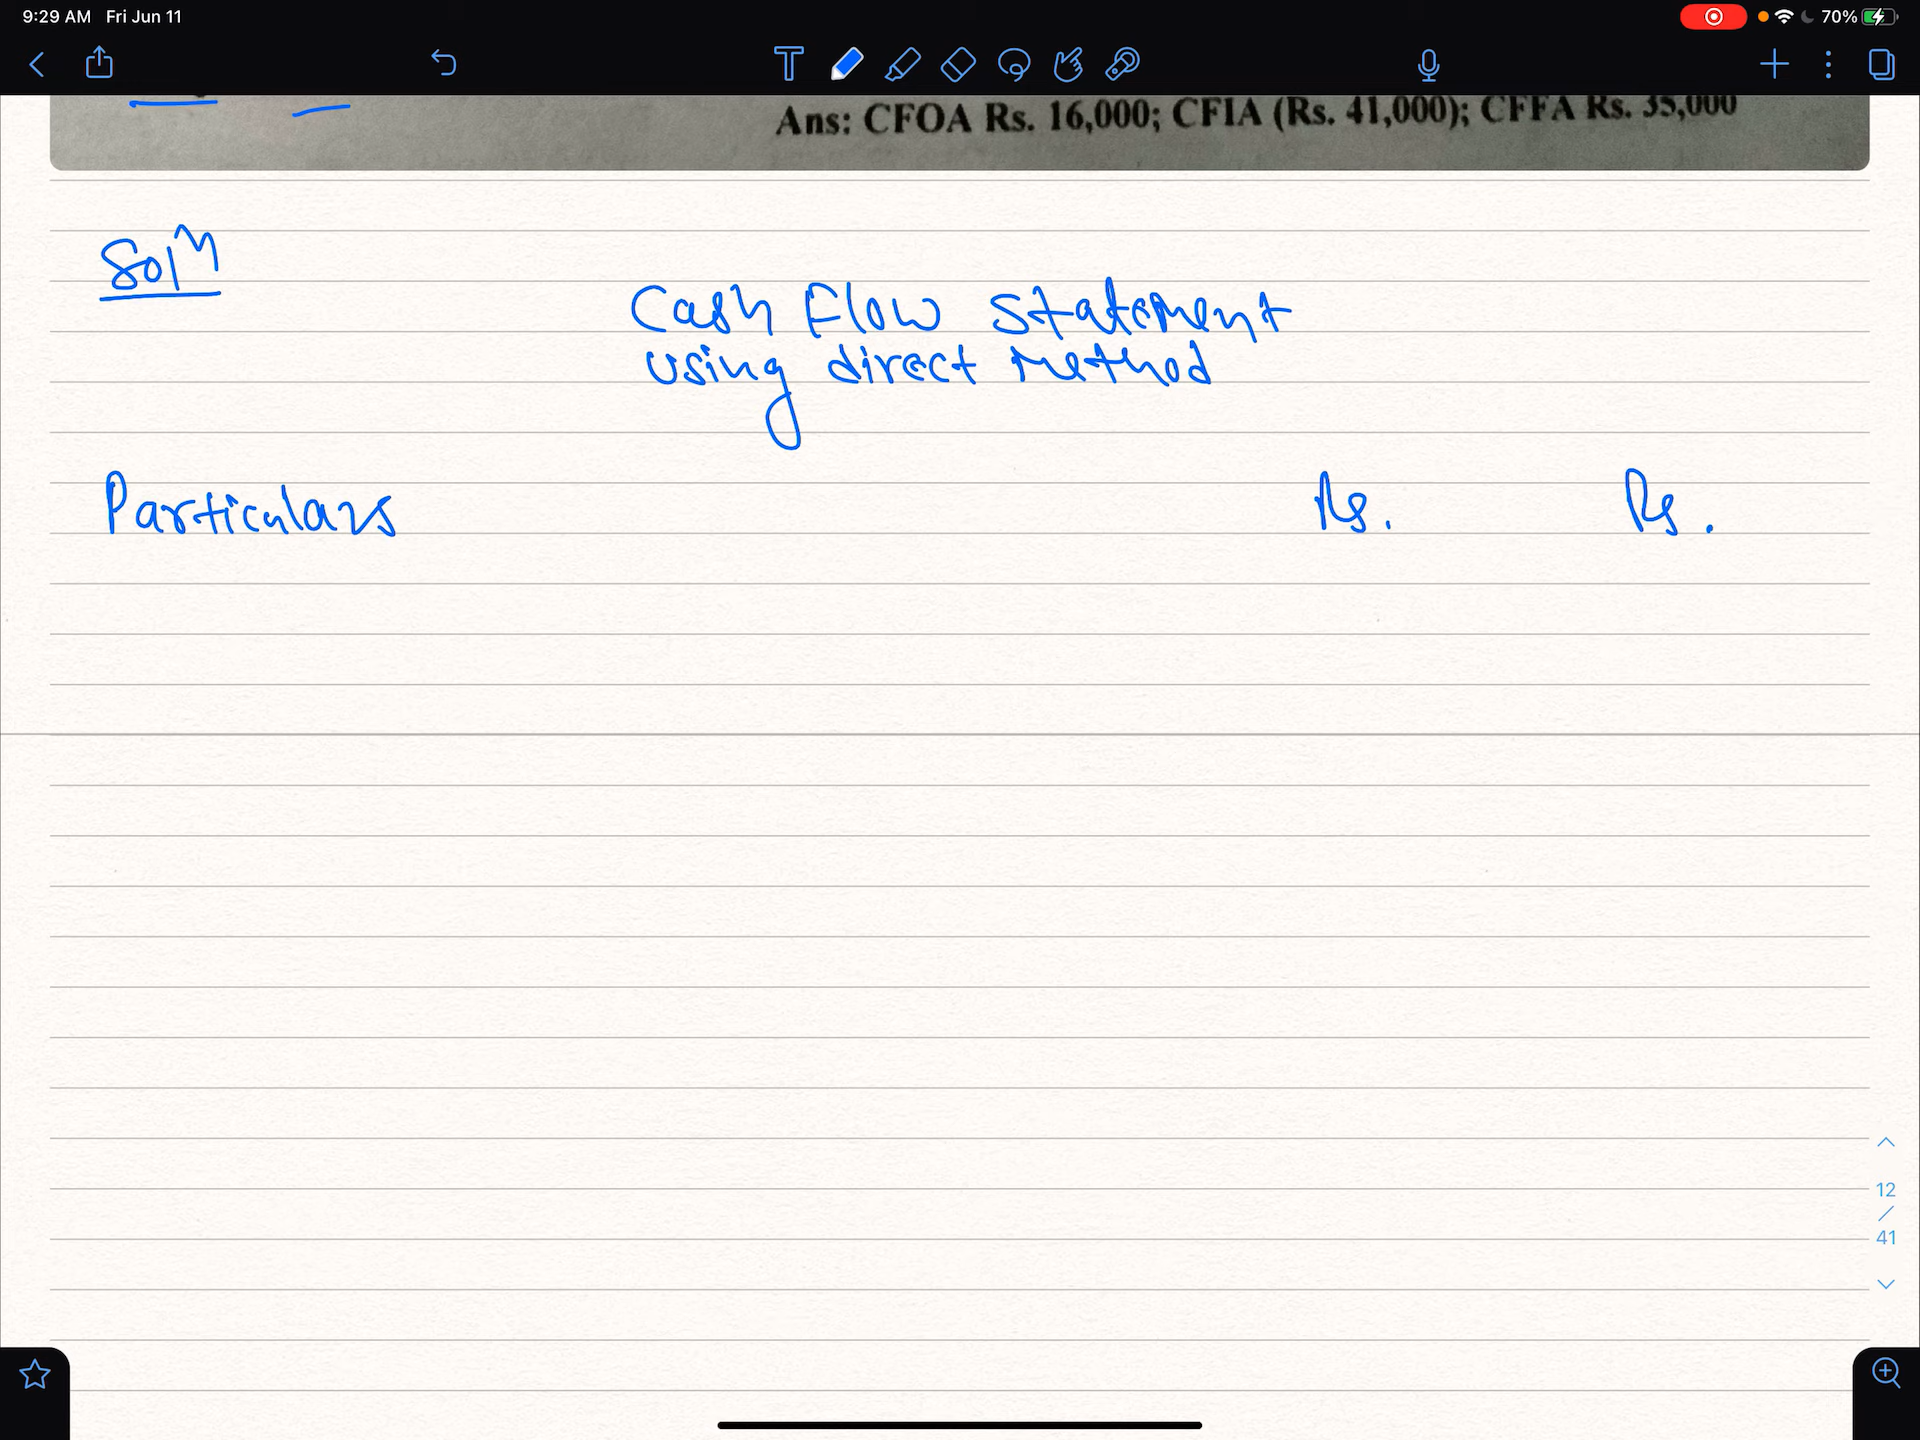 9:29 AM Fri Jun 11
70%
Ans: CFOA Rs. 16,000; CFIA (Rs. 41,000); CFFA Rs. 35,000
Solⁿ
Cash Flow Statement
using direct Method
Particulars Rs. Rs.
12
/
41